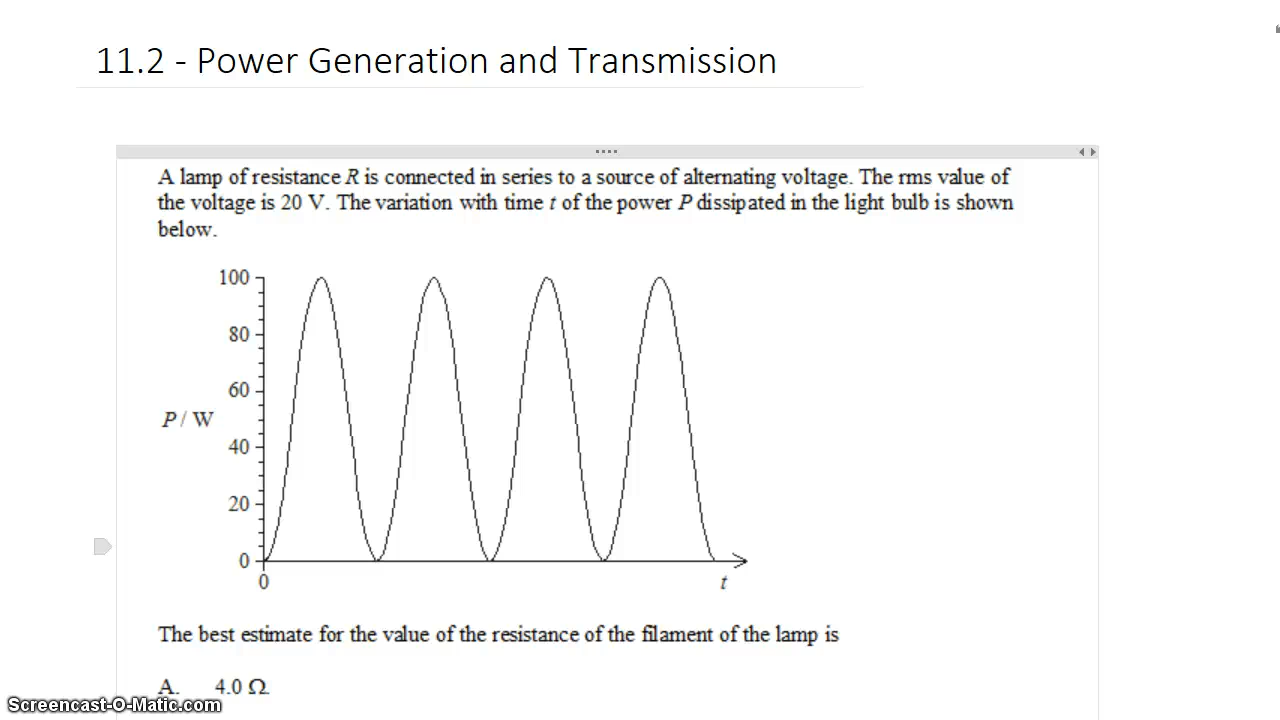 11.2 - Power Generation and Transmission
A lamp of resistance R is connected in series to a source of alternating voltage. The rms value of
the voltage is 20 V. The variation with time t of the power P dissipated in the light bulb is shown
below.
100
80
60
P / W
40
20
0
0
t
The best estimate for the value of the resistance of the filament of the lamp is
A. 4.0 Ω.
Screencast-O-Matic.com